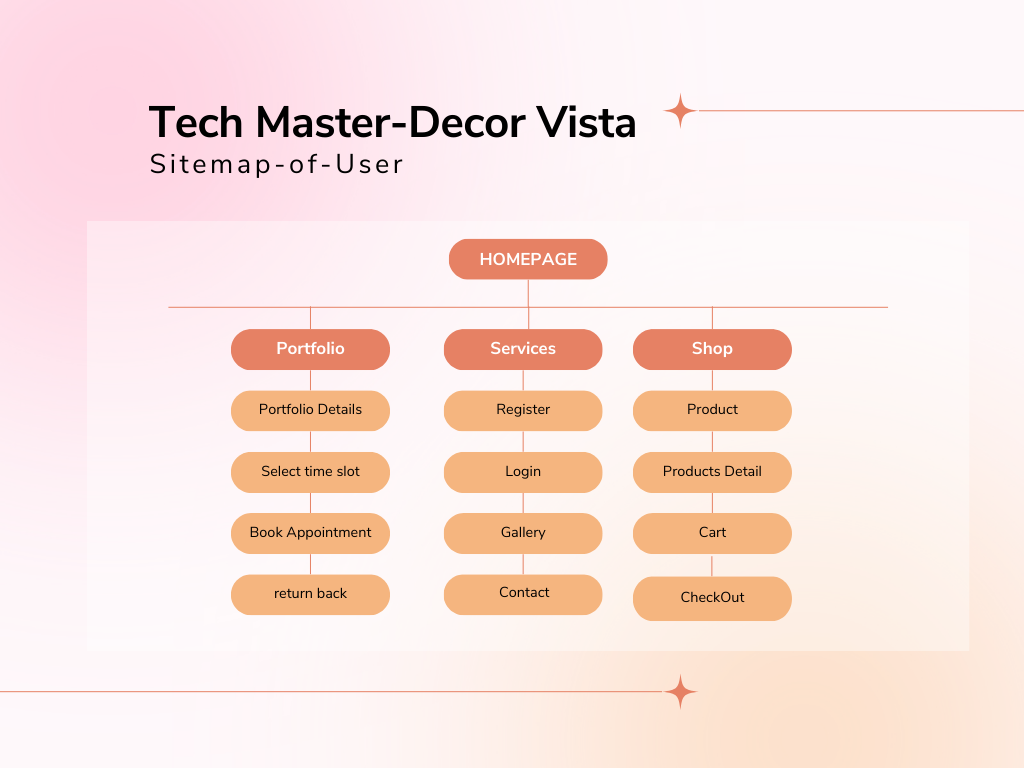 Tech Master-Decor Vista
Sitemap-of-User
HOMEPAGE
Portfolio
Services
Shop
Portfolio Details
Register
Product
Select time slot
Login
Products Detail
Book Appointment
Gallery
Cart
return back
Contact
CheckOut